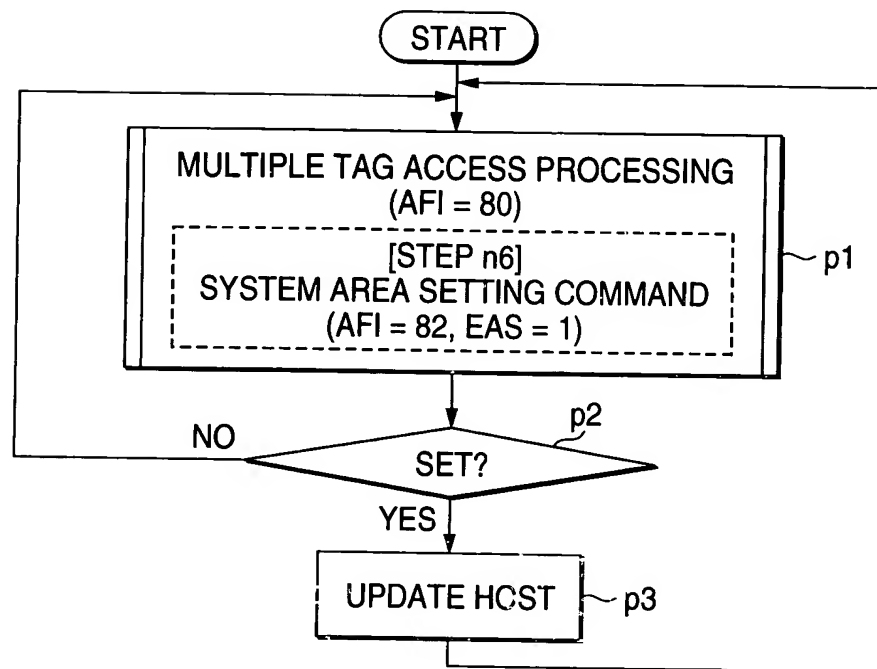 START
MULTIPLE TAG ACCESS PROCESSING
(AFI = 80)
[STEP n6]
SYSTEM AREA SETTING COMMAND
(AFI = 82, EAS = 1)
p1
p2
NO
SET?
YES
UPDATE HOST
p3